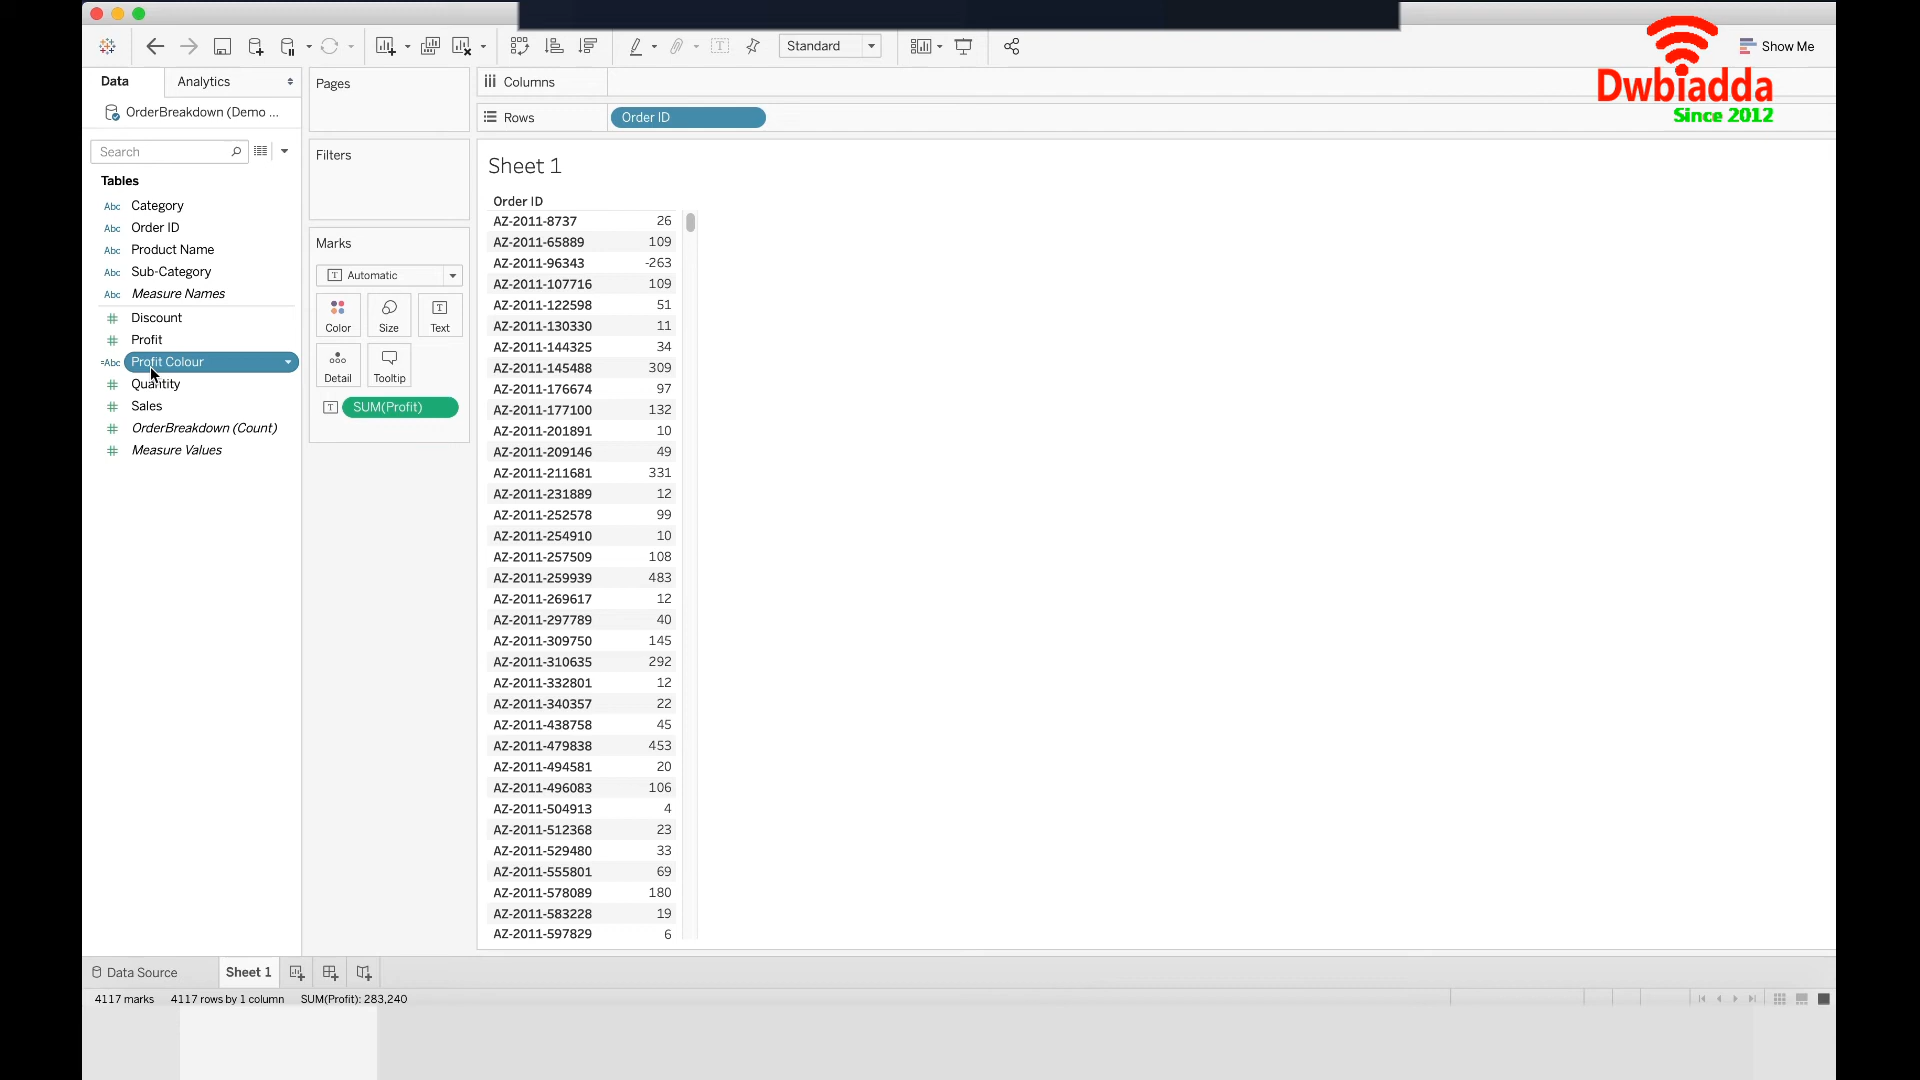 Standard
Show Me
Dwbiadda
Since 2012
Data
Analytics
OrderBreakdown (Demo ...
Search
Tables
Abc Category
Abc Order ID
Abc Product Name
Abc Sub-Category
Abc Measure Names
# Discount
# Profit
=Abc Profit Colour
# Quantity
# Sales
# OrderBreakdown (Count)
# Measure Values
Pages
Filters
Marks
Automatic
Color
Size
Text
Detail
Tooltip
SUM(Profit)
Columns
Rows
Order ID
Sheet 1
Order ID
AZ-2011-8737 26
AZ-2011-65889 109
AZ-2011-96343 -263
AZ-2011-107716 109
AZ-2011-122598 51
AZ-2011-130330 11
AZ-2011-144325 34
AZ-2011-145488 309
AZ-2011-176674 97
AZ-2011-177100 132
AZ-2011-201891 10
AZ-2011-209146 49
AZ-2011-211681 331
AZ-2011-231889 12
AZ-2011-252578 99
AZ-2011-254910 10
AZ-2011-257509 108
AZ-2011-259939 483
AZ-2011-269617 12
AZ-2011-297789 40
AZ-2011-309750 145
AZ-2011-310635 292
AZ-2011-332801 12
AZ-2011-340357 22
AZ-2011-438758 45
AZ-2011-479838 453
AZ-2011-494581 20
AZ-2011-496083 106
AZ-2011-504913 4
AZ-2011-512368 23
AZ-2011-529480 33
AZ-2011-555801 69
AZ-2011-578089 180
AZ-2011-583228 19
AZ-2011-597829 6
Data Source
Sheet 1
4117 marks 4117 rows by 1 column SUM(Profit): 283,240